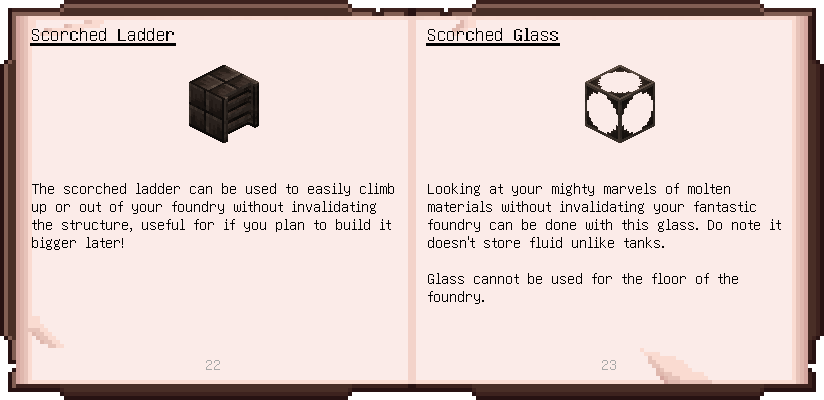 Scorched Ladder
The scorched ladder can be used to easily climb
up or out of your foundry without invalidating
the structure, useful for if you plan to build it
bigger later!
22
Scorched Glass
Looking at your mighty marvels of molten
materials without invalidating your fantastic
foundry can be done with this glass. Do note it
doesn't store fluid unlike tanks.
Glass cannot be used for the floor of the
foundry.
23